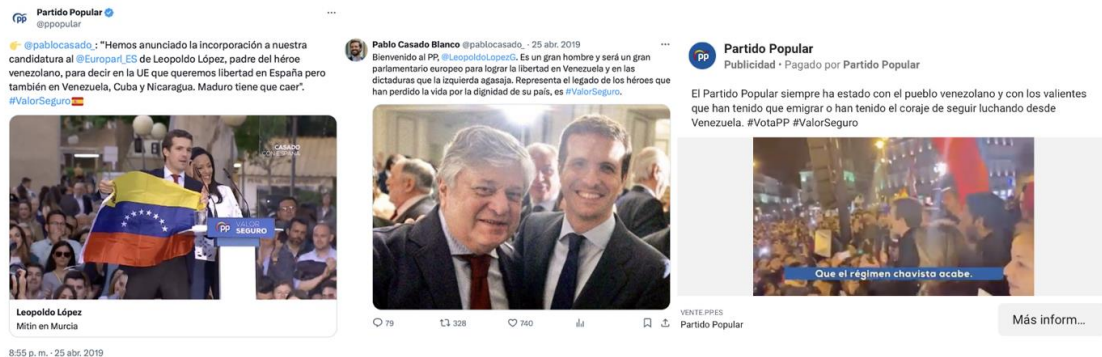 Partido Popular
@ppopular
@pablocasado_: “Hemos anunciado la incorporación a nuestra
candidatura al @Europarl_ES de Leopoldo López, padre del héroe
venezolano, para decir en la UE que queremos libertad en España pero
también en Venezuela, Cuba y Nicaragua. Maduro tiene que caer”.
#ValorSeguro
CASADO
CON ESPAÑA
PP VALOR
SEGURO
Leopoldo López
Mitin en Murcia
8:55 p. m. · 25 abr. 2019
Pablo Casado Blanco @pablocasado_ · 25 abr. 2019
Bienvenido al PP, @LeopoldoLopezG. Es un gran hombre y será un gran
parlamentario europeo para lograr la libertad en Venezuela y en las
dictaduras que la izquierda agasaja. Representa el legado de los héroes que
han perdido la vida por la dignidad de su país, es #ValorSeguro.
79 328 740
PP
Partido Popular
Publicidad • Pagado por Partido Popular
El Partido Popular siempre ha estado con el pueblo venezolano y con los valientes
que han tenido que emigrar o han tenido el coraje de seguir luchando desde
Venezuela. #VotaPP #ValorSeguro
Que el régimen chavista acabe.
VENTE.PP.ES
Partido Popular
Más inform...